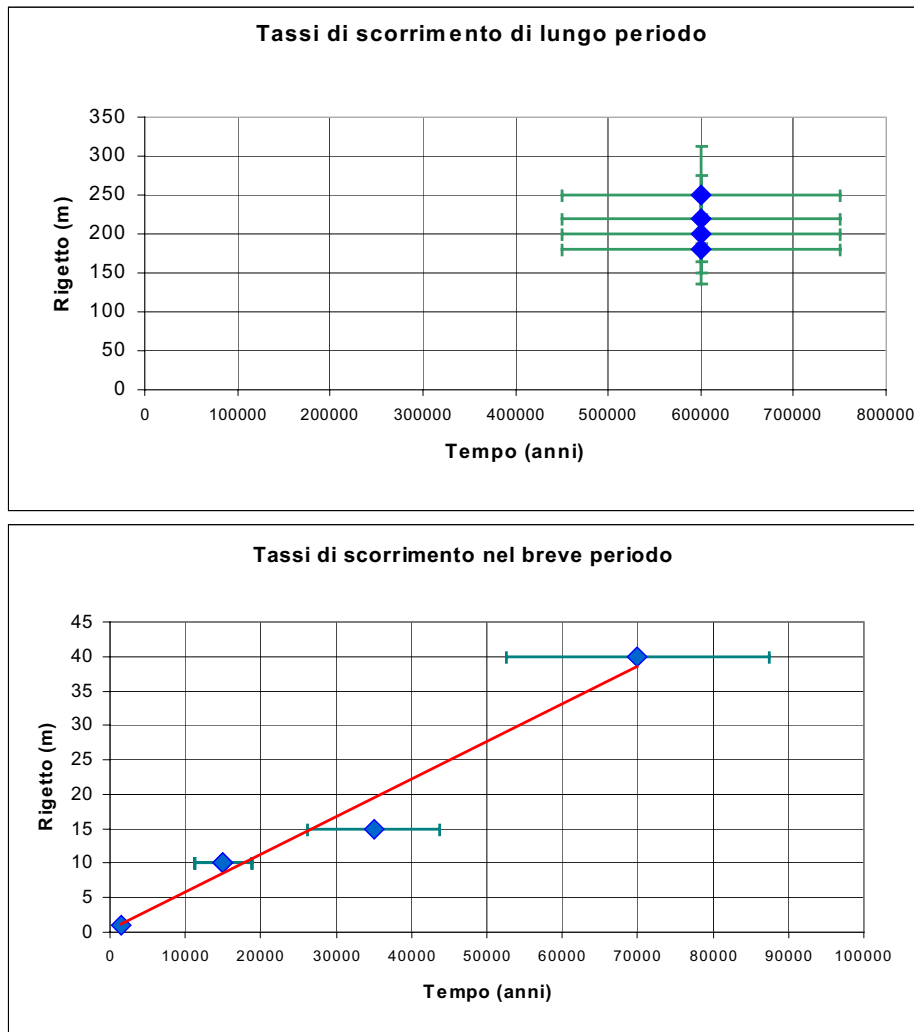 Tassi di scorrimento di lungo periodo
350
300
250
200
150
100
50
0
Rigetto (m)
0 100000 200000 300000 400000 500000 600000 700000 800000
Tempo (anni)
Tassi di scorrimento nel breve periodo
45
40
35
30
25
20
15
10
5
0
Rigetto (m)
0 10000 20000 30000 40000 50000 60000 70000 80000 90000 100000
Tempo (anni)